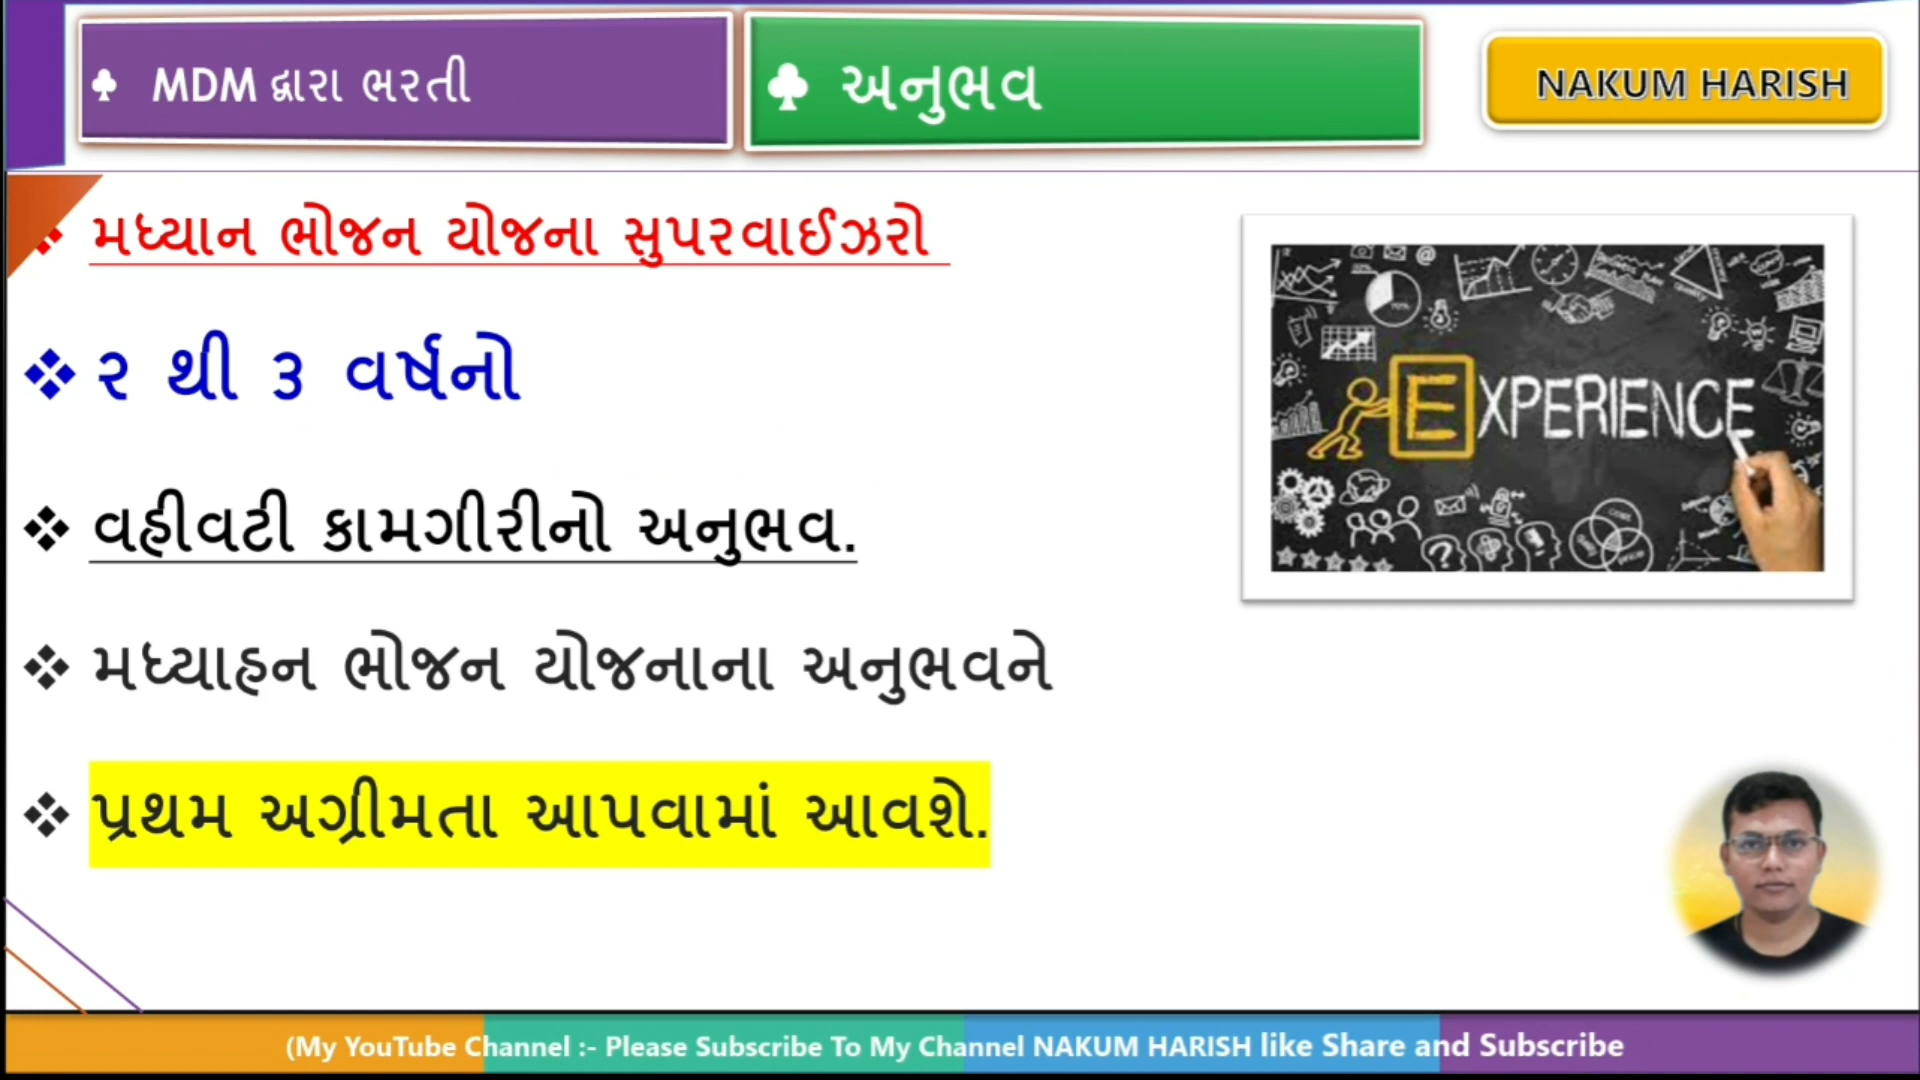 MDM દ્વારા ભરતી
અનુભવ
NAKUM HARISH
મધ્યાન ભોજન યોજના સુપરવાઈઝરો
૨ થી ૩ વર્ષનો
વહીવટી કામગીરીનો અનુભવ.
મધ્યાહન ભોજન યોજનાના અનુભવને
પ્રથમ અગ્રીમતા આપવામાં આવશે.
EXPERIENCE
(My YouTube Channel :- Please Subscribe To My Channel NAKUM HARISH like Share and Subscribe